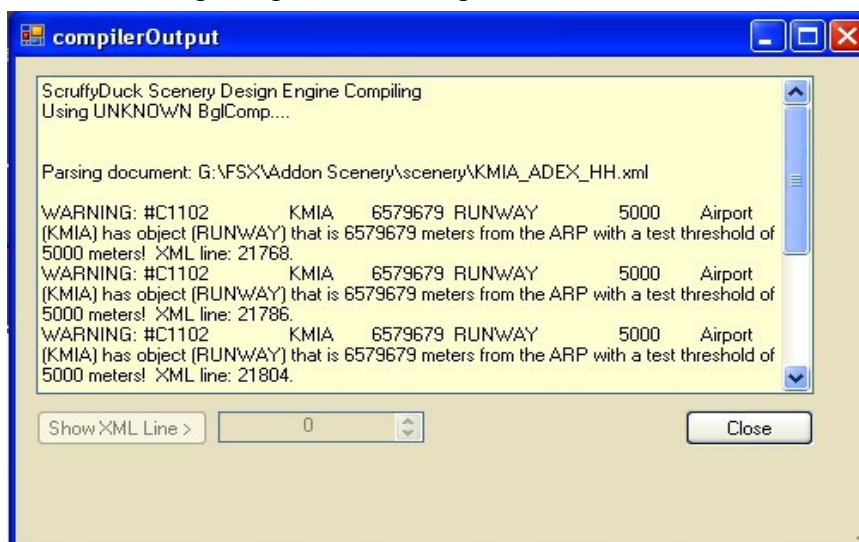 compilerOutput
ScruffyDuck Scenery Design Engine Compiling
Using UNKNOWN BglComp....
Parsing document: G:\FSX\Addon Scenery\scenery\KMIA_ADEX_HH.xml
WARNING: #C1102 KMIA 6579679 RUNWAY 5000 Airport
(KMIA) has object (RUNWAY) that is 6579679 meters from the ARP with a test threshold of
5000 meters! XML line: 21768.
WARNING: #C1102 KMIA 6579679 RUNWAY 5000 Airport
(KMIA) has object (RUNWAY) that is 6579679 meters from the ARP with a test threshold of
5000 meters! XML line: 21786.
WARNING: #C1102 KMIA 6579679 RUNWAY 5000 Airport
(KMIA) has object (RUNWAY) that is 6579679 meters from the ARP with a test threshold of
5000 meters! XML line: 21804.
Show XML Line > 0 Close